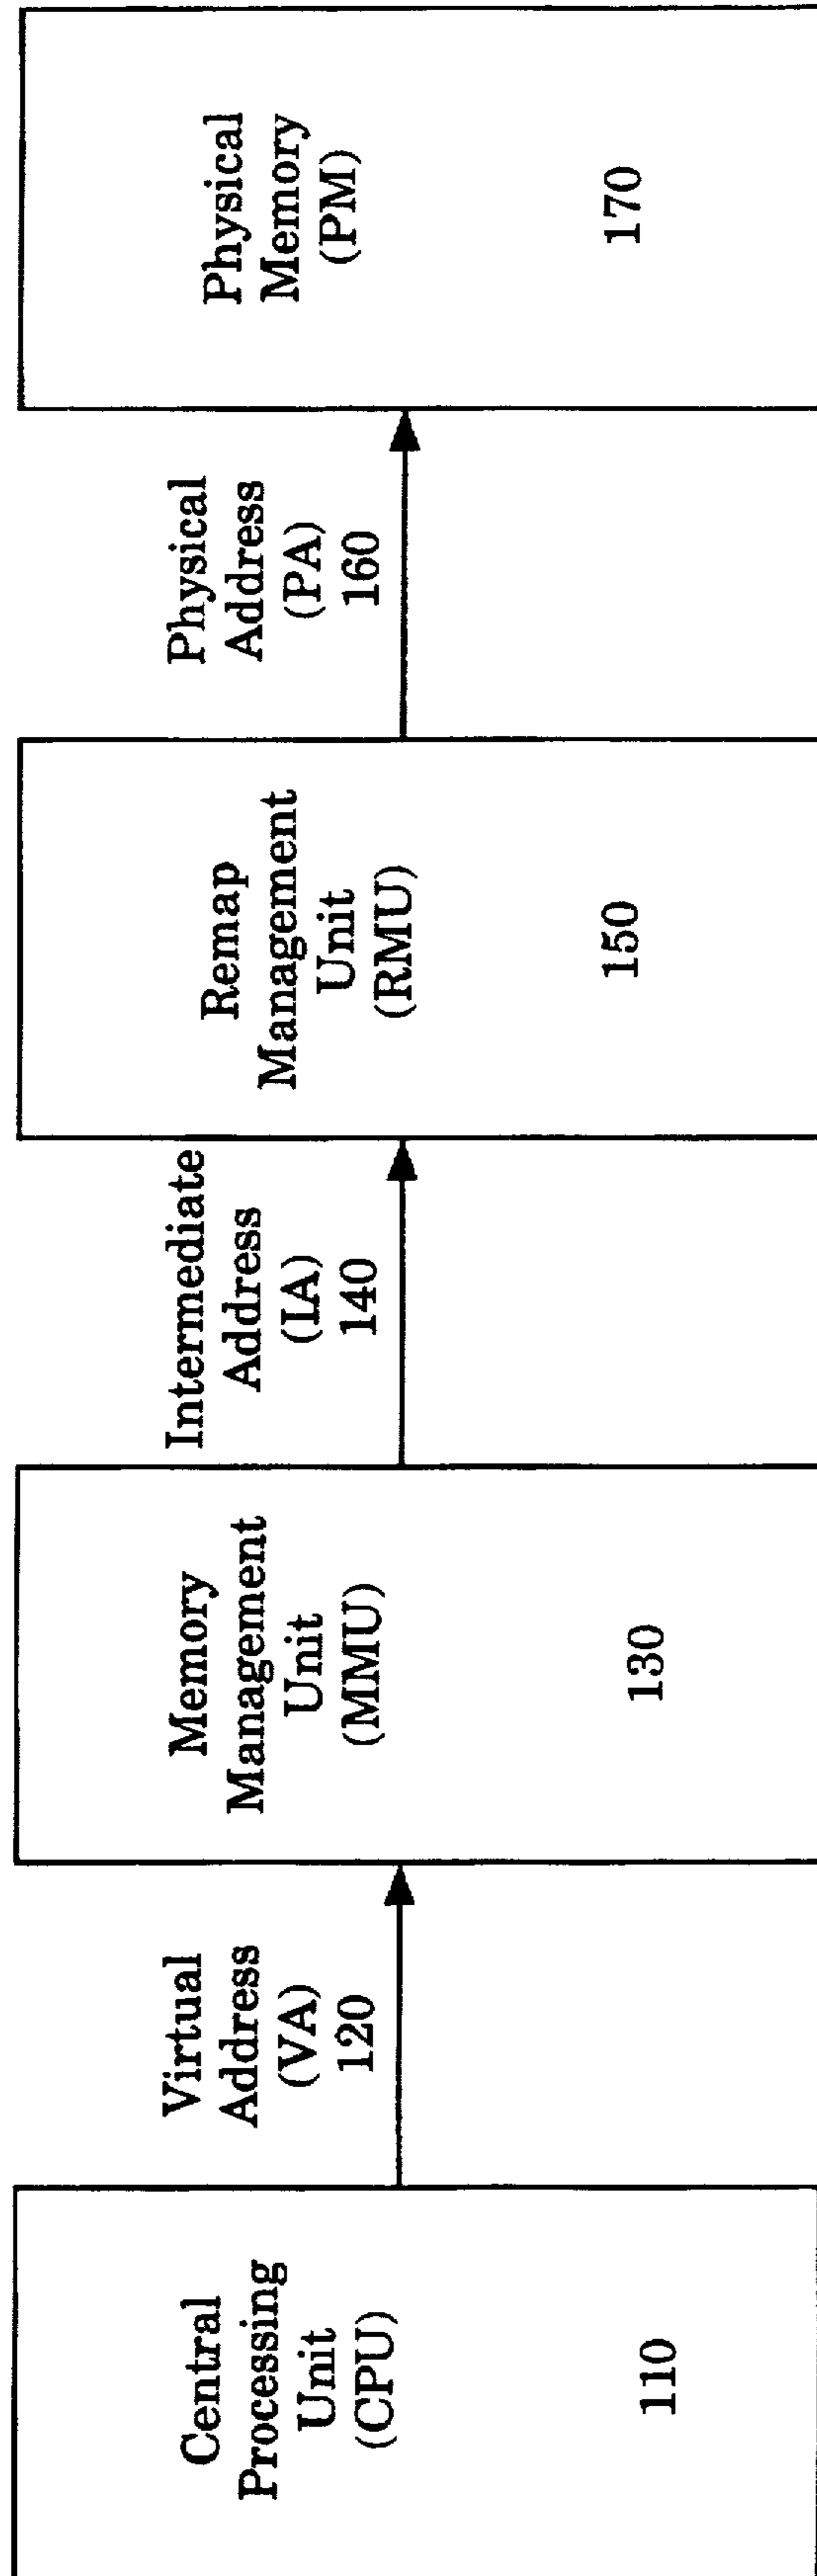 Central
Processing
Unit
(CPU)
110
Virtual
Address
(VA)
120
Memory
Management
Unit
(MMU)
130
Intermediate
Address
(IA)
140
Remap
Management
Unit
(RMU)
150
Physical
Address
(PA)
160
Physical
Memory
(PM)
170